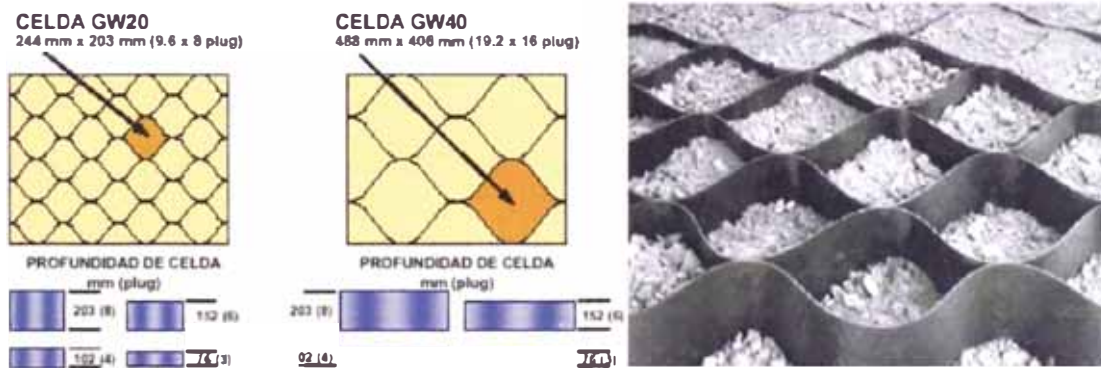 CELDA GW20
244 mm x 203 mm (9.6 x 8 plug)
CELDA GW40
488 mm x 406 mm (19.2 x 16 plug)
PROFUNDIDAD DE CELDA
mm (plug)
203 (8)
152 (6)
102 (4)
PROFUNDIDAD DE CELDA
mm (plug)
203 (8)
152 (6)
02 (4)